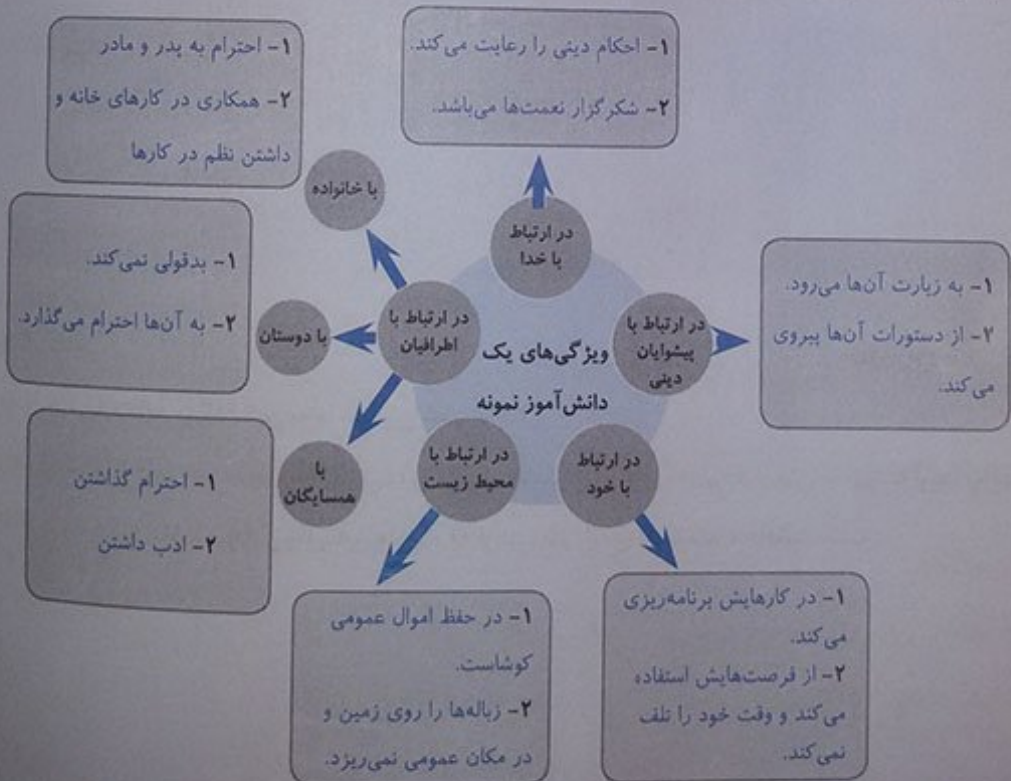 ۱- احکام دینی را رعایت می‌کند.
۲- شکرگزار نعمت‌ها می‌باشد.
در ارتباط
با خدا
۱- به زیارت آن‌ها می‌رود.
۲- از دستورات آن‌ها پیروی
می‌کند.
در ارتباط با
پیشوایان
دینی
ویژگی‌های یک
دانش‌آموز نمونه
در ارتباط
با خود
۱- در کارهایش برنامه‌ریزی
می‌کند.
۲- از فرصت‌هایش استفاده
می‌کند و وقت خود را تلف
نمی‌کند.
در ارتباط با
محیط زیست
۱- در حفظ اموال عمومی
کوشاست.
۲- زباله‌ها را روی زمین و
در مکان عمومی نمی‌ریزد.
در ارتباط با
اطرافیان
با خانواده
۱- احترام به پدر و مادر
۲- همکاری در کارهای خانه و
داشتن نظم در کارها
با دوستان
۱- بدقولی نمی‌کند.
۲- به آن‌ها احترام می‌گذارد.
با
همسایگان
۱- احترام گذاشتن
۲- ادب داشتن